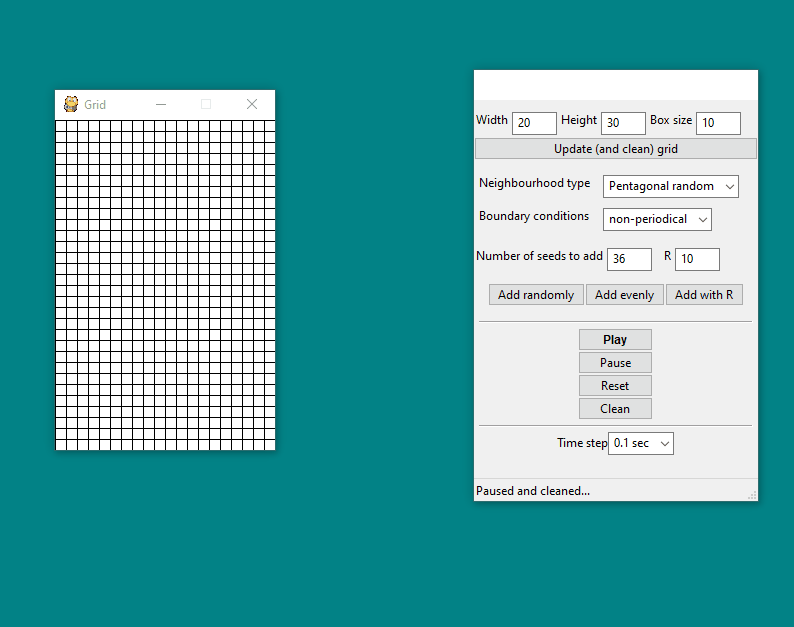 Grid
Width 20 Height 30 Box size 10
Update (and clean) grid
Neighbourhood type Pentagonal random
Boundary conditions non-periodical
Number of seeds to add 36 R 10
Add randomly Add evenly Add with R
Play
Pause
Reset
Clean
Time step 0.1 sec
Paused and cleaned...